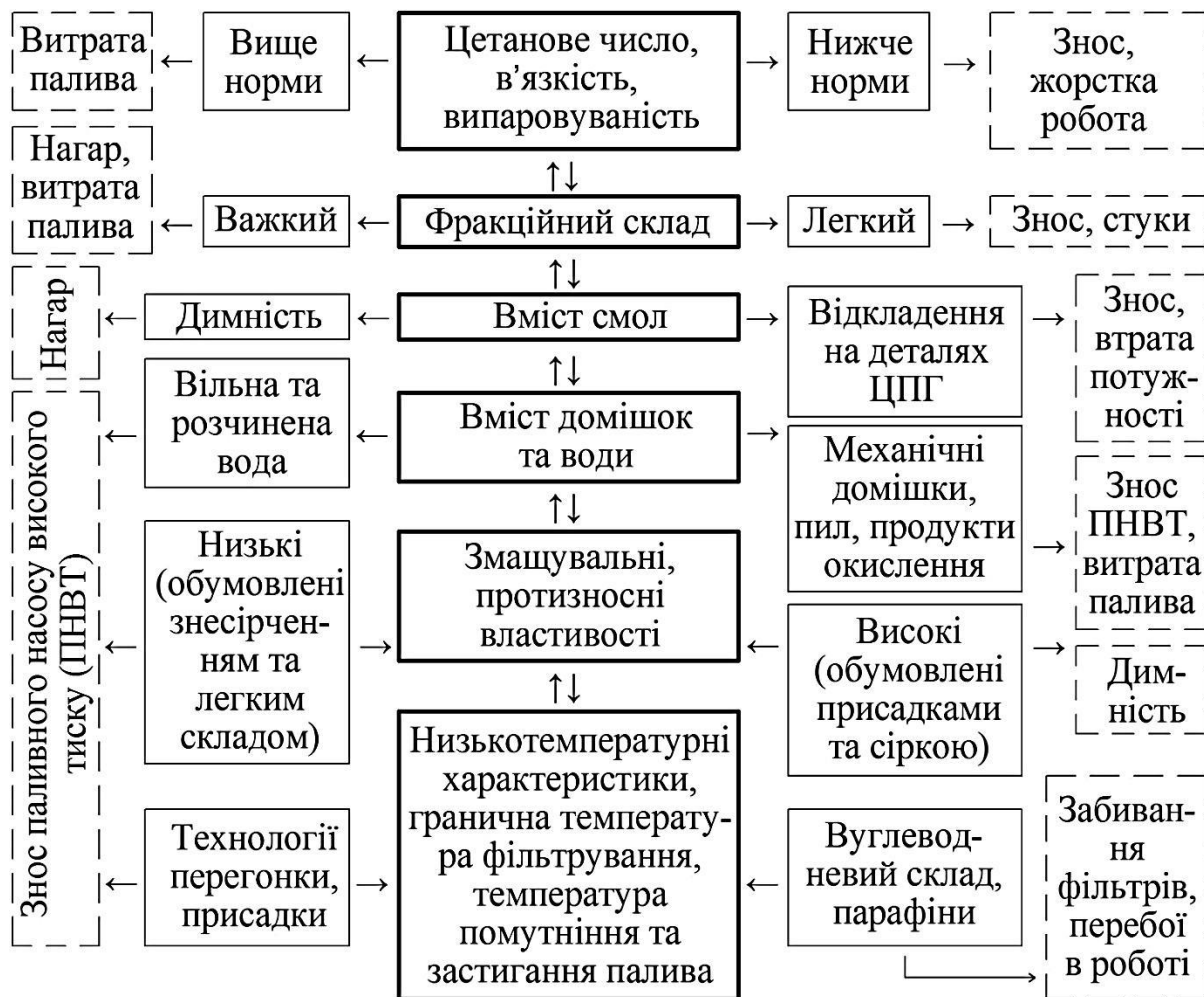 Витрата
палива
Вище
норми
Цетанове число,
в’язкість,
випаровуваність
Нижче
норми
Знос,
жорстка
робота
Нагар,
витрата
палива
Важкий
Фракційний склад
Легкий
Знос, стуки
Нагар
Димність
Вміст смол
Відкладення
на деталях
ЦПГ
Знос,
втрата
потуж-
ності
Знос паливного насосу високого
тиску (ПНВТ)
Вільна та
розчинена
вода
Вміст домішок
та води
Механічні
домішки,
пил, продукти
окислення
Знос
ПНВТ,
витрата
палива
Низькі
(обумовлені
знесірчен-
ням та
легким
складом)
Змащувальні,
протизносні
властивості
Високі
(обумовлені
присадками
та сіркою)
Дим-
ність
Технології
перегонки,
присадки
Низькотемпературні
характеристики,
гранична температу-
ра фільтрування,
температура
помутніння та
застигання палива
Вуглевод-
невий склад,
парафіни
Забиван-
ня
фільтрів,
перебої
в роботі